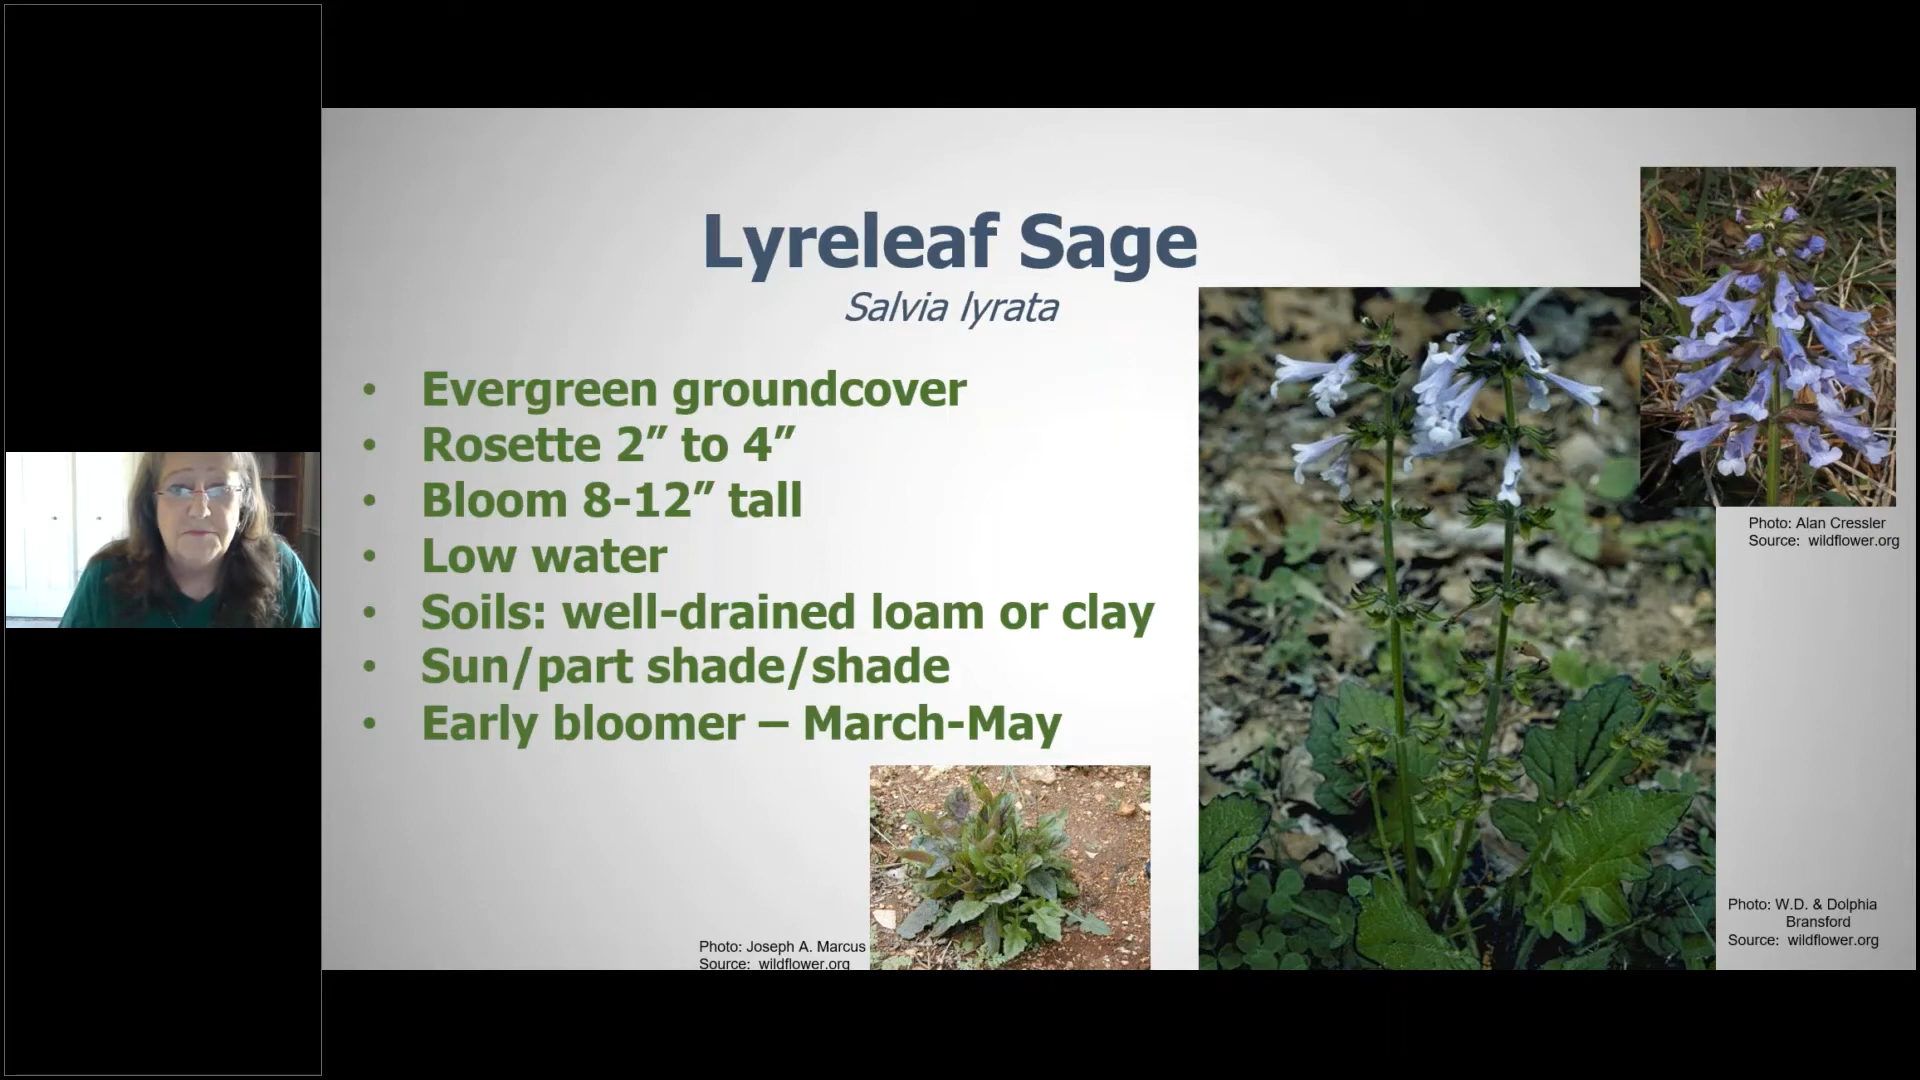 Lyreleaf Sage
Salvia lyrata
• Evergreen groundcover
• Rosette 2″ to 4″
• Bloom 8-12″ tall
• Low water
• Soils: well-drained loam or clay
• Sun/part shade/shade
• Early bloomer – March-May
Photo: Alan Cressler
Source: wildflower.org
Photo: W.D. & Dolphia
Bransford
Source: wildflower.org
Photo: Joseph A. Marcus
Source: wildflower.org